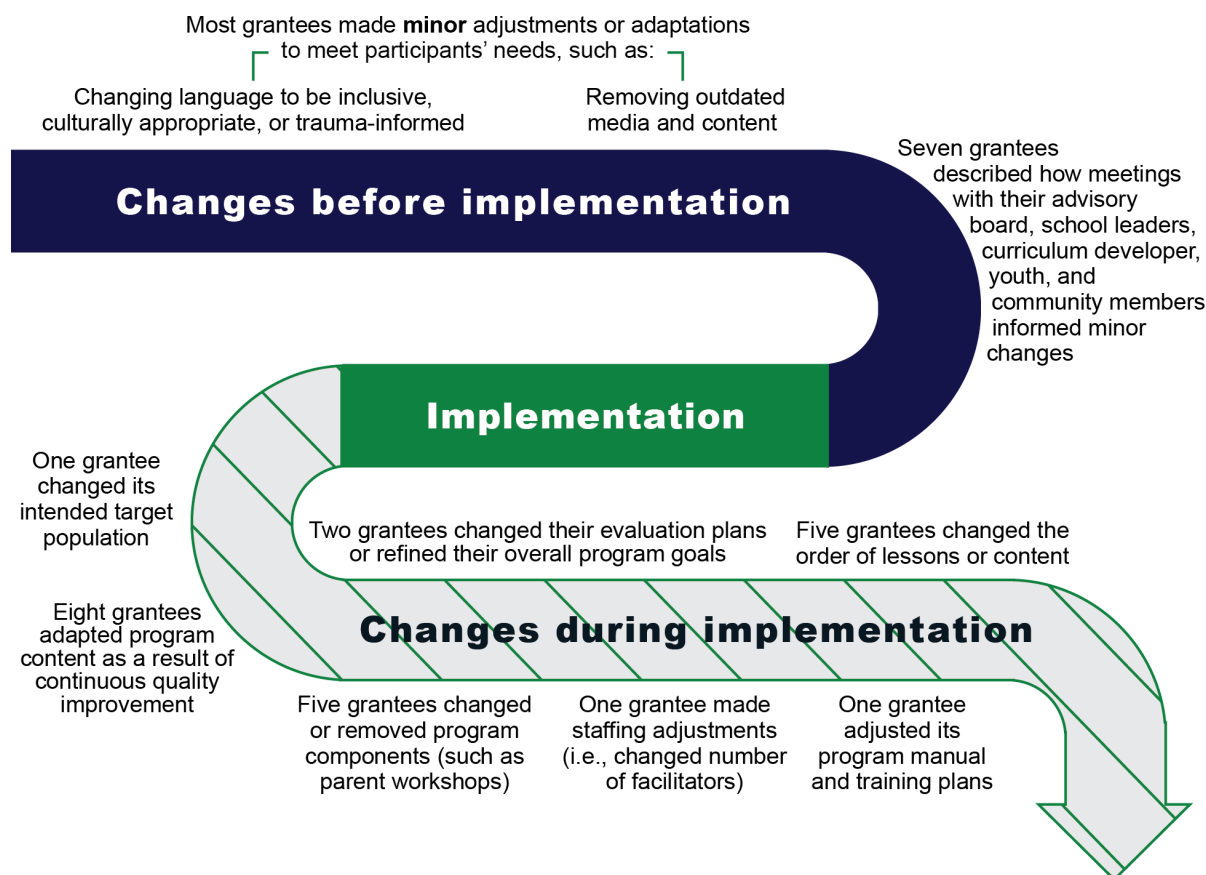 Most grantees made minor adjustments or adaptations
to meet participants’ needs, such as:
Changing language to be inclusive,
culturally appropriate, or trauma-informed
Removing outdated
media and content
Changes before implementation
Seven grantees
described how meetings
with their advisory
board, school leaders,
curriculum developer,
youth, and
community members
informed minor
changes
Implementation
One grantee
changed its
intended target
population
Two grantees changed their evaluation plans
or refined their overall program goals
Five grantees changed the
order of lessons or content
Eight grantees
adapted program
content as a result of
continuous quality
improvement
Changes during implementation
Five grantees changed
or removed program
components (such as
parent workshops)
One grantee made
staffing adjustments
(i.e., changed number
of facilitators)
One grantee
adjusted its
program manual
and training plans